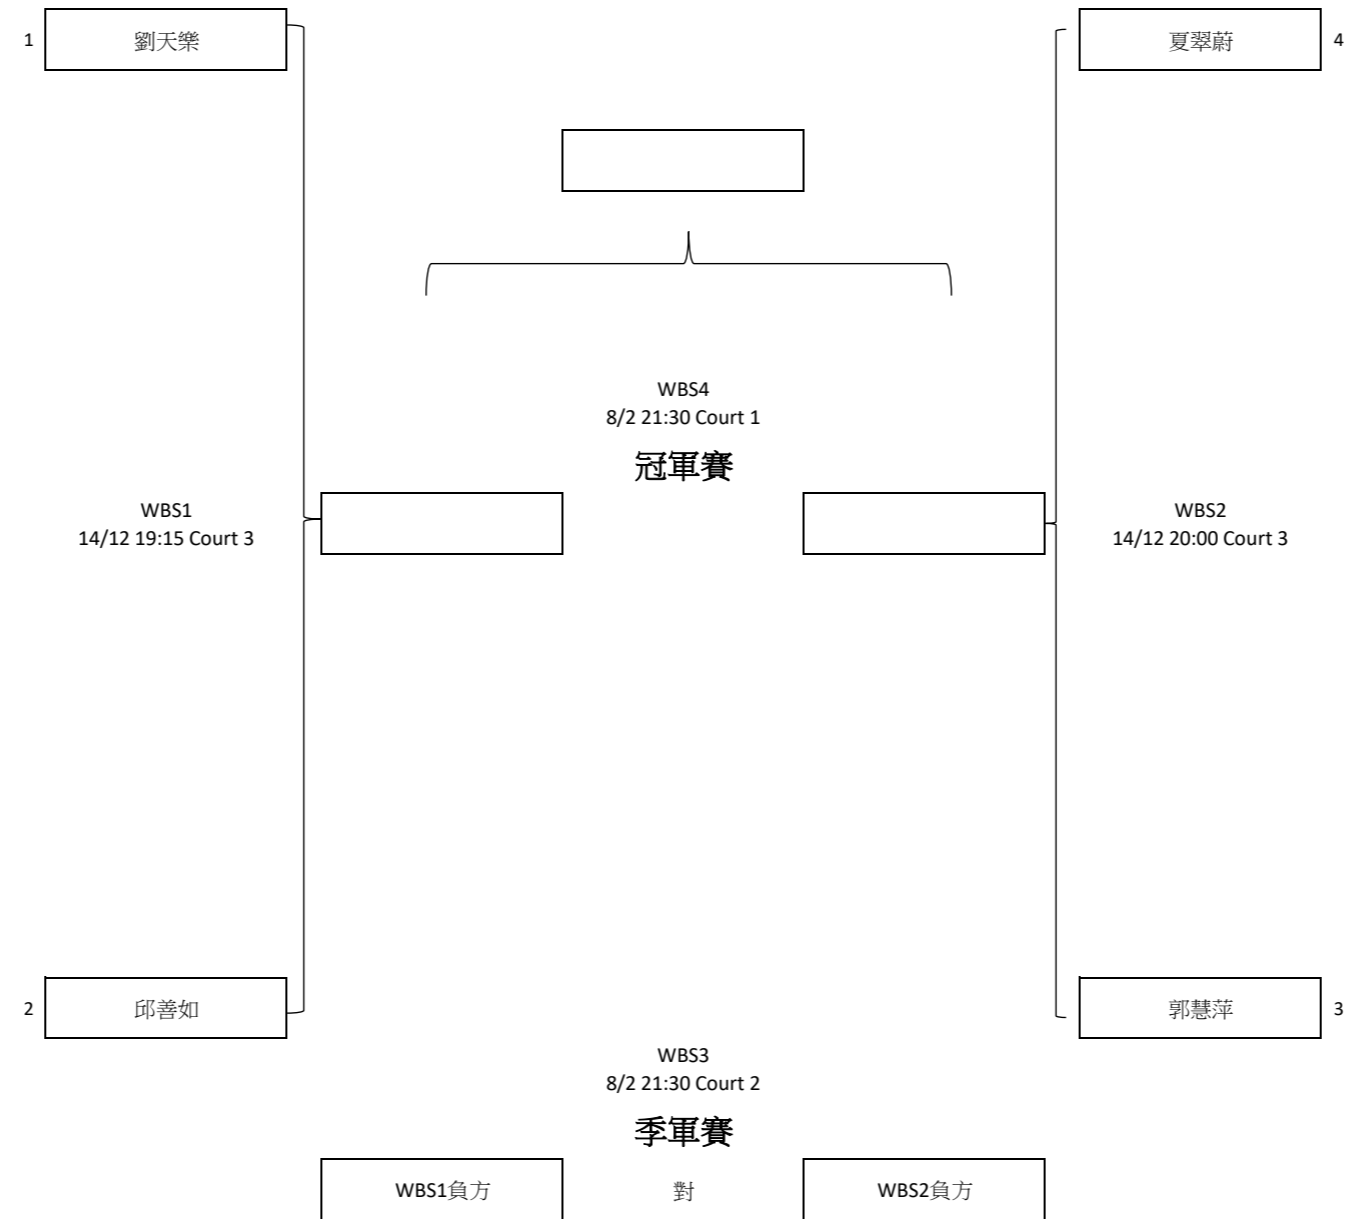 1
劉天樂
夏翠蔚
4
WBS4
8/2 21:30 Court 1
冠軍賽
WBS1
14/12 19:15 Court 3
WBS2
14/12 20:00 Court 3
2
邱善如
郭慧萍
3
WBS3
8/2 21:30 Court 2
季軍賽
WBS1負方
對
WBS2負方